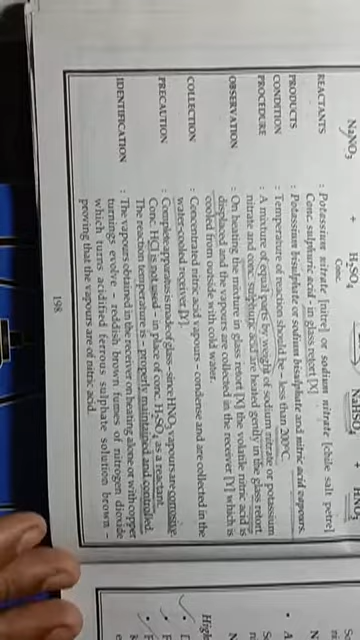 NaNO₃ + H₂SO₄
Conc.
REACTANTS : Potassium nitrate [nitre] or sodium nitrate [chile salt petre]
Conc. sulphuric acid - in glass retort [X]
PRODUCTS : Potassium bisulphate or sodium bisulphate and nitric acid vapours.
CONDITION : Temperature of reaction should be - less than 200°C.
PROCEDURE : A mixture of equal parts by weight of sodium nitrate or potassium
nitrate and conc. sulphuric acid are heated gently in the glass retort.
OBSERVATION : On heating the mixture in retort [X] the volatile nitric acid is
displaced and the vapours are collected in the receiver [Y] which is
cooled from outside with cold water.
COLLECTION : Concentrated nitric acid vapours - condense and are collected in the
water-cooled receiver [Y].
PRECAUTION : Complete apparatus is made of glass - since HNO₃ vapours are corrosive.
Conc. HCl is not used - in place of conc. H₂SO₄ as a reactant.
The reaction temperature is - properly maintained and controlled.
IDENTIFICATION : The vapours obtained in the receiver on heating alone or with copper
turnings evolve - reddish brown fumes of nitrogen dioxide
which turns acidified ferrous sulphate solution brown -
proving that the vapours are of nitric acid.
198
High